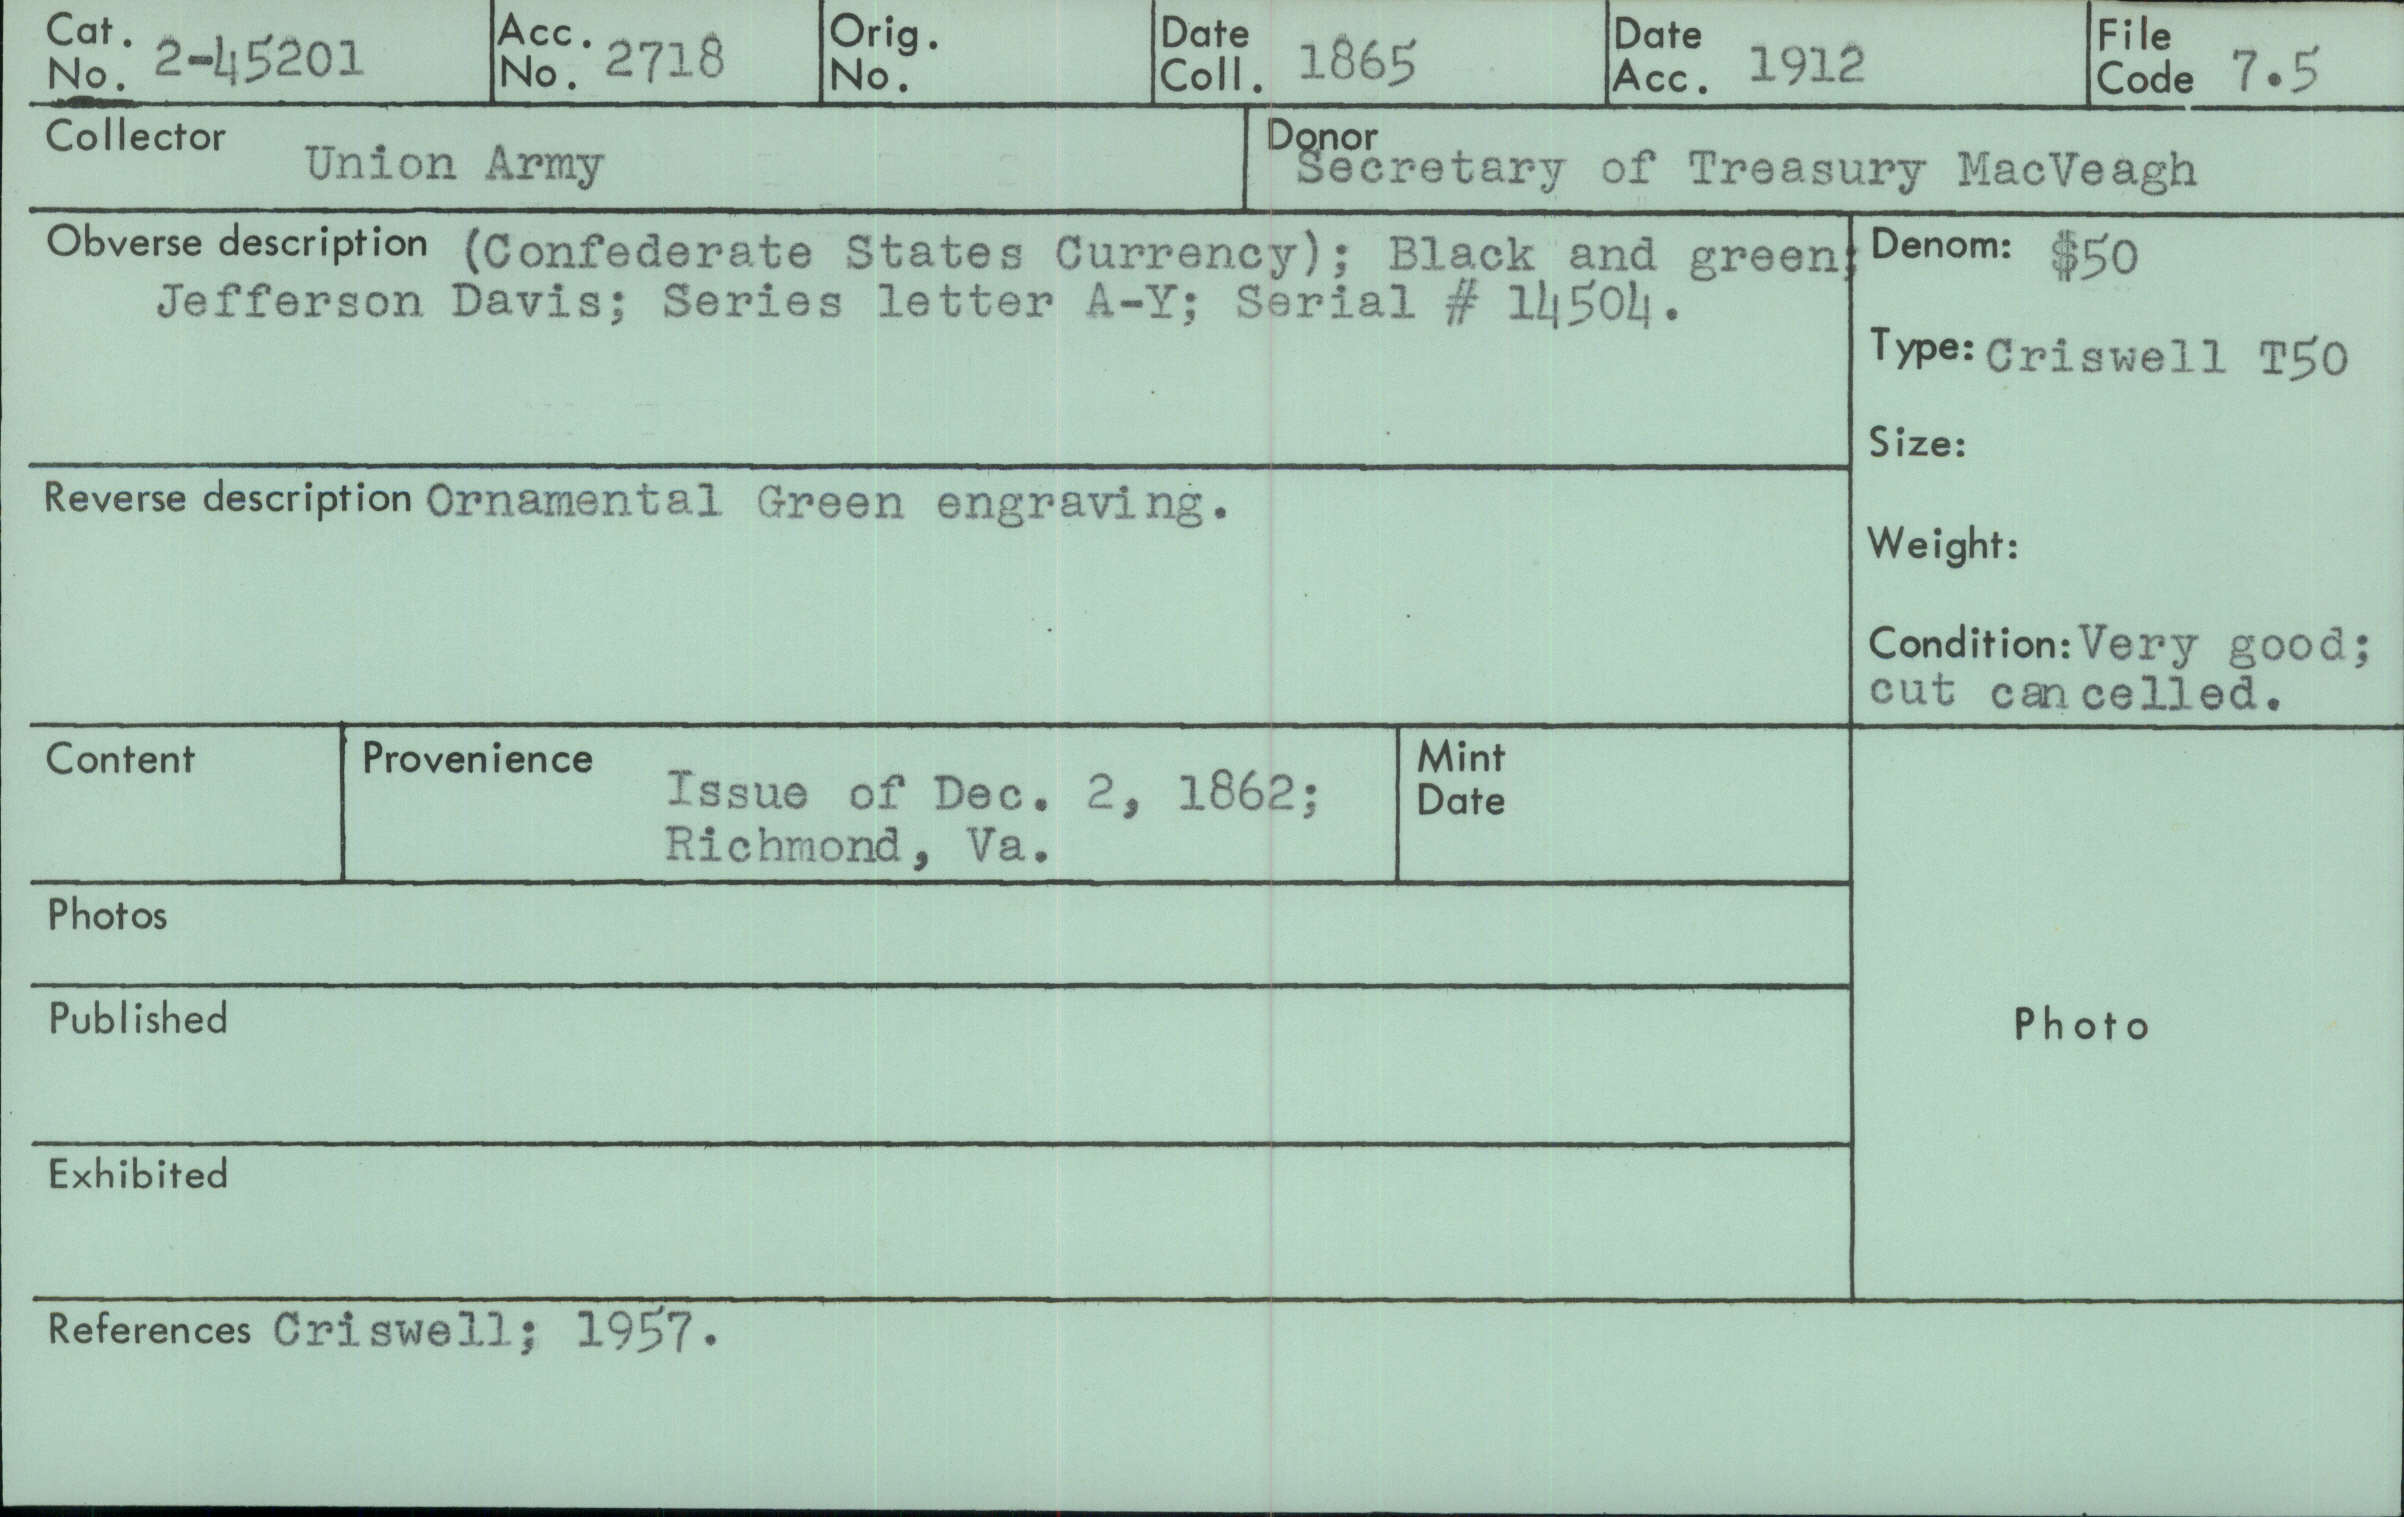 Cat. No. 2-45201 Acc. No. 2718 Orig. No. Date Coll. 1865 Date Acc. 1912 File Code 7.5
Collector Union Army Donor Secretary of Treasury MacVeagh
Obverse description (Confederate States Currency); Black and green;
Jefferson Davis; Series letter A-Y; Serial # 14504.
Denom: $50
Type: Criswell T50
Size:
Weight:
Condition: Very good;
cut cancelled.
Reverse description Ornamental Green engraving.
Content
Provenience Issue of Dec. 2, 1862;
Richmond, Va.
Mint
Date
Photos
Published
Exhibited
Photo
References Criswell; 1957.